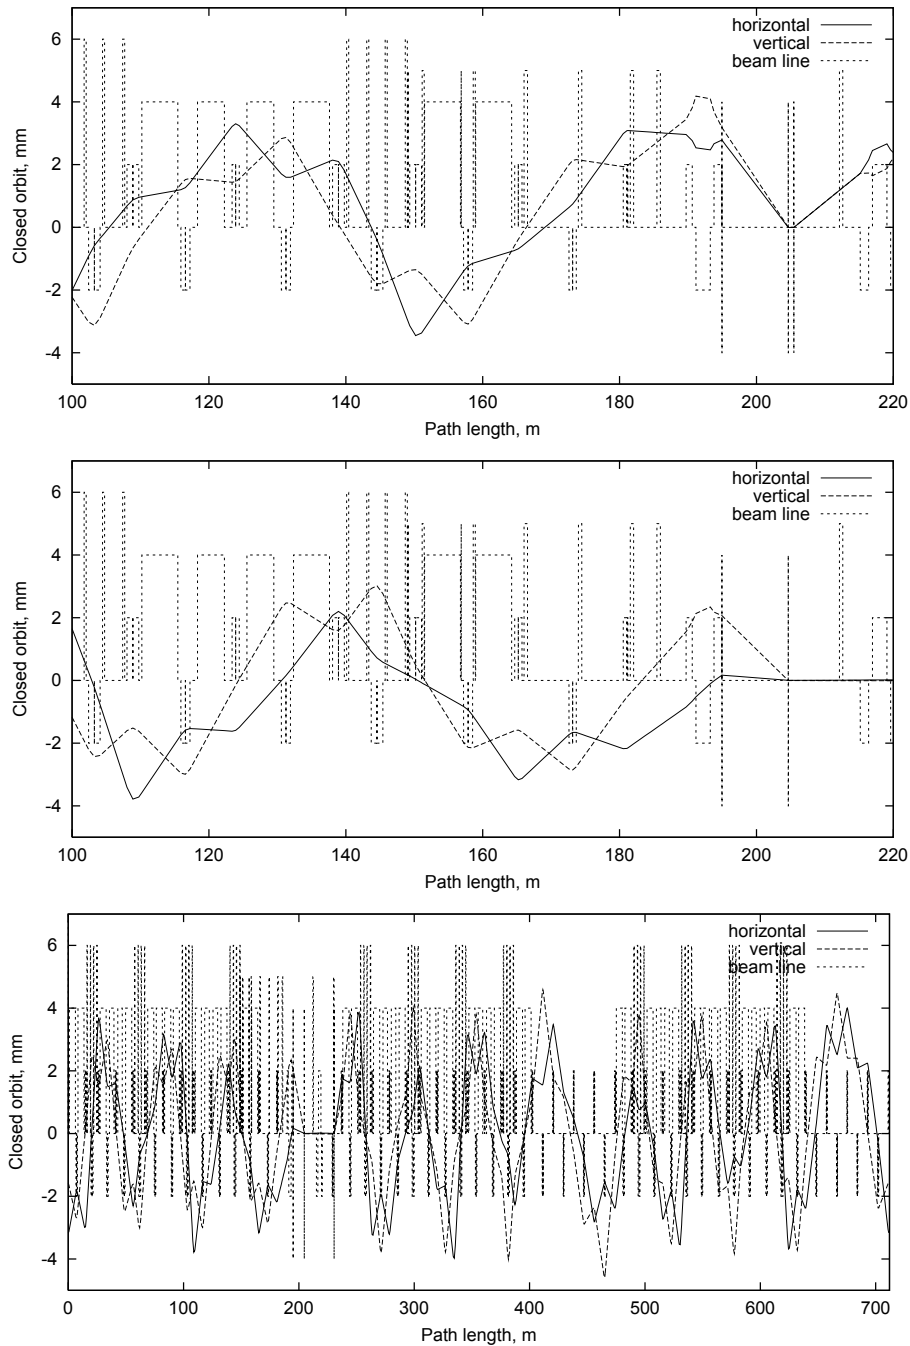 horizontal
vertical
beam line
Closed orbit, mm
6
4
2
0
-2
-4
100 120 140 160 180 200 220
Path length, m
horizontal
vertical
beam line
Closed orbit, mm
6
4
2
0
-2
-4
100 120 140 160 180 200 220
Path length, m
horizontal
vertical
beam line
Closed orbit, mm
6
4
2
0
-2
-4
0 100 200 300 400 500 600 700
Path length, m